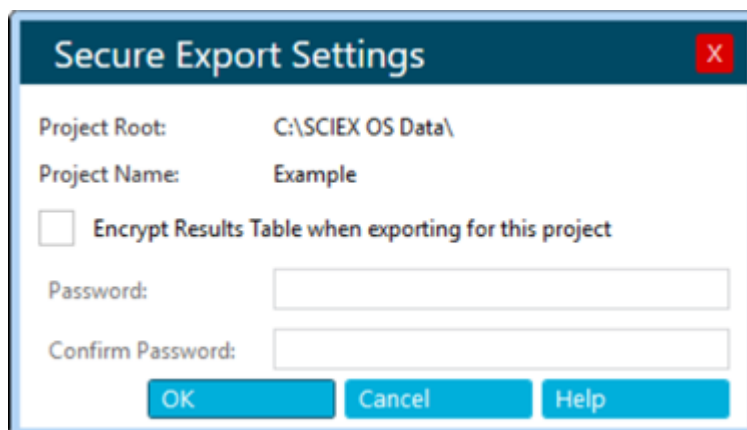 Secure Export Settings
X
Project Root: C:\SCIEX OS Data\
Project Name: Example
Encrypt Results Table when exporting for this project
Password:
Confirm Password:
OK Cancel Help